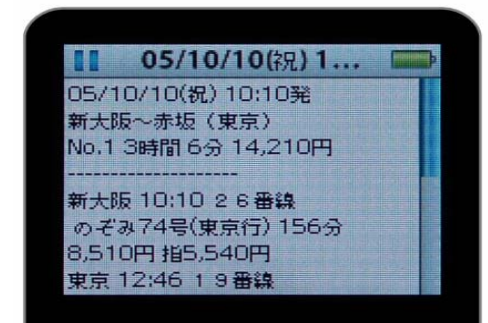 05/10/10(祝) 1...
05/10/10(祝) 10:10発
新大阪～赤坂（東京）
No.1 3時間 6分 14,210円
--------------------
新大阪 10:10 ２６番線
のぞみ74号(東京行) 156分
8,510円 指5,540円
東京 12:46 １９番線